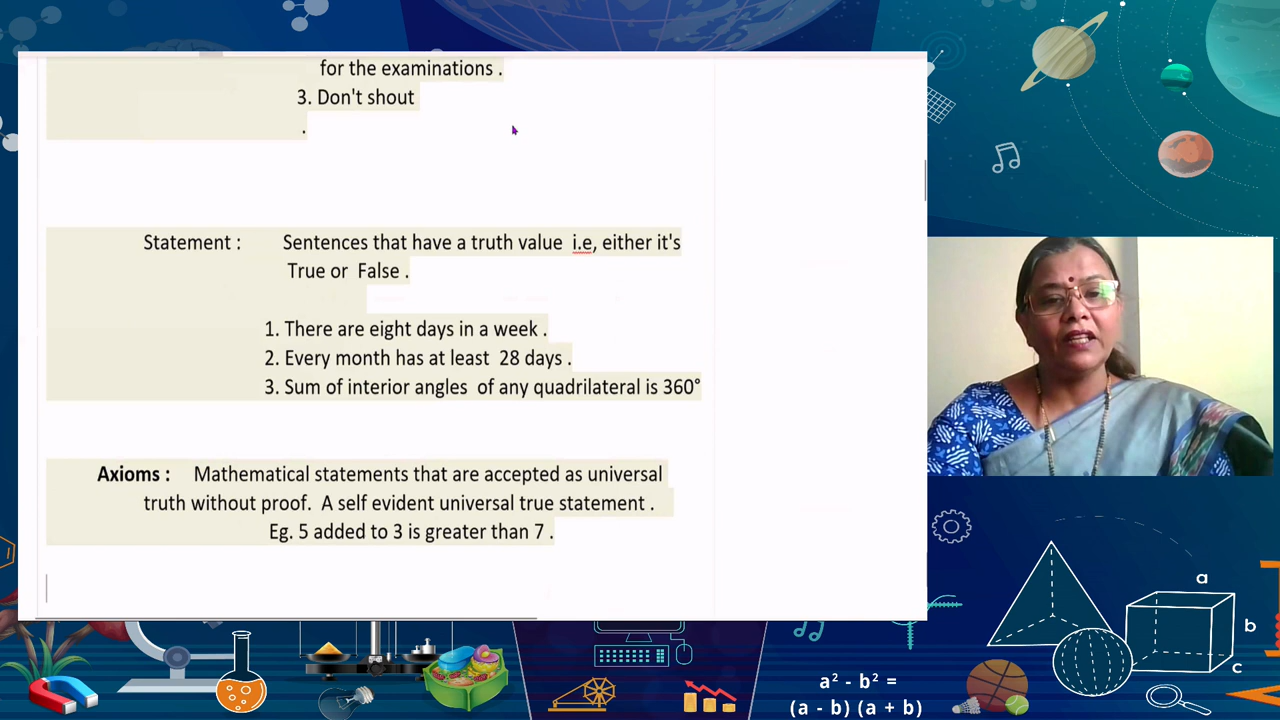 for the examinations .
3. Don't shout
.
Statement : Sentences that have a truth value i.e, either it's
True or False .
1. There are eight days in a week .
2. Every month has at least 28 days .
3. Sum of interior angles of any quadrilateral is 360°
Axioms : Mathematical statements that are accepted as universal
truth without proof. A self evident universal true statement .
Eg. 5 added to 3 is greater than 7 .
a
b
c
a² - b² =
(a - b) (a + b)